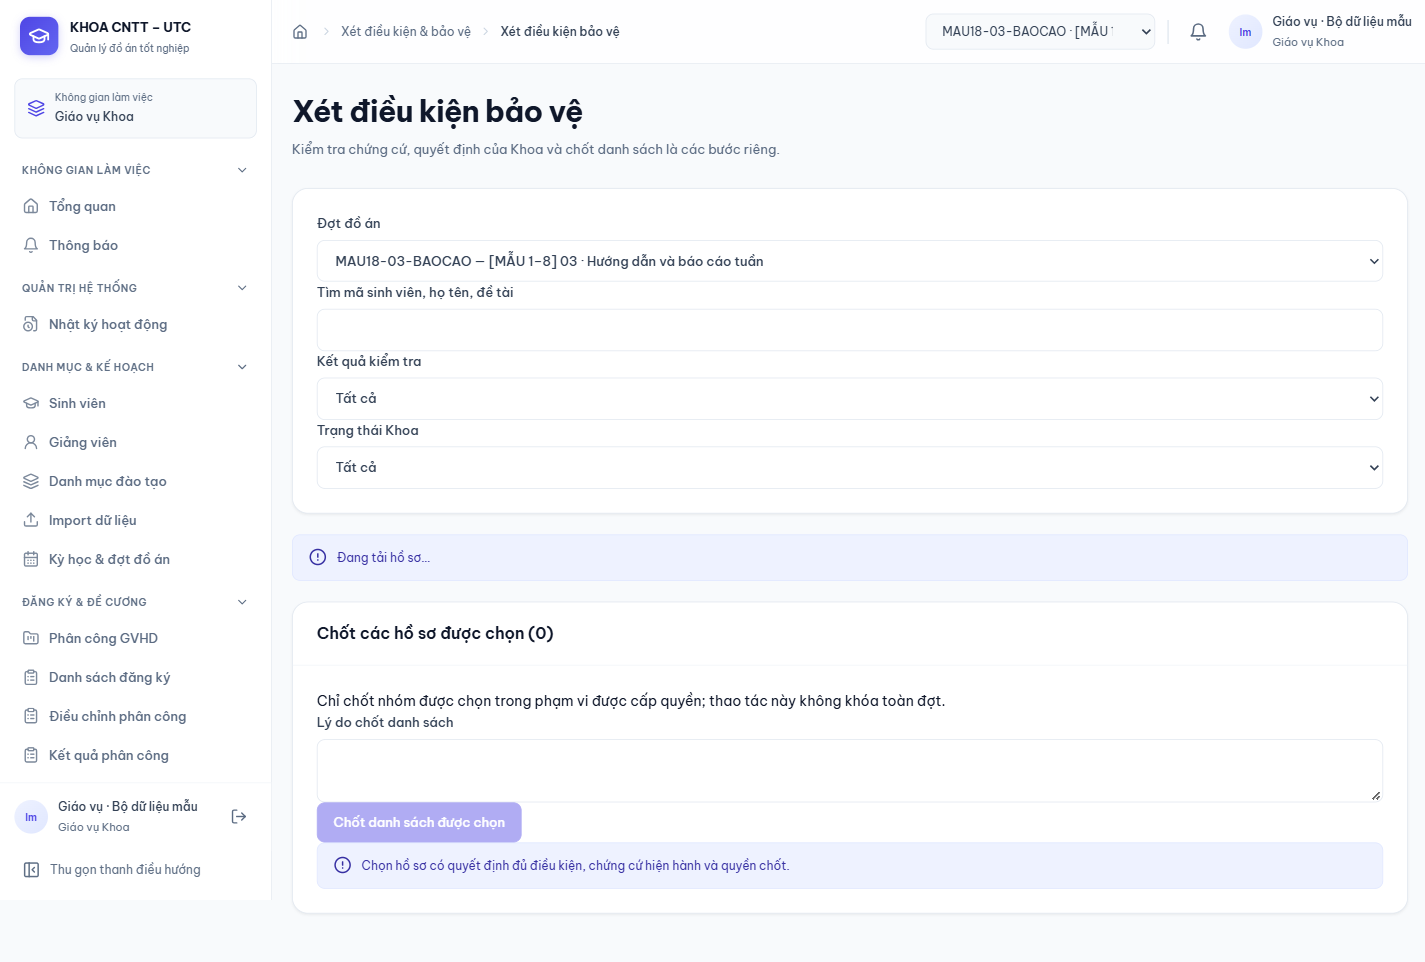 KHOA CNTT – UTC
Quản lý đồ án tốt nghiệp
Không gian làm việc
Giáo vụ Khoa
KHÔNG GIAN LÀM VIỆC
Tổng quan
Thông báo
QUẢN TRỊ HỆ THỐNG
Nhật ký hoạt động
DANH MỤC & KẾ HOẠCH
Sinh viên
Giảng viên
Danh mục đào tạo
Import dữ liệu
Kỳ học & đợt đồ án
ĐĂNG KÝ & ĐỀ CƯƠNG
Phân công GVHD
Danh sách đăng ký
Điều chỉnh phân công
Kết quả phân công
Im
Giáo vụ · Bộ dữ liệu mẫu
Giáo vụ Khoa
Thu gọn thanh điều hướng
Xét điều kiện & bảo vệ
Xét điều kiện bảo vệ
MAU18-03-BAOCAO · [MẪU
Im
Giáo vụ · Bộ dữ liệu mẫu
Giáo vụ Khoa
Xét điều kiện bảo vệ
Kiểm tra chứng cứ, quyết định của Khoa và chốt danh sách là các bước riêng.
Đợt đồ án
MAU18-03-BAOCAO — [MẪU 1–8] 03 · Hướng dẫn và báo cáo tuần
Tìm mã sinh viên, họ tên, đề tài
Kết quả kiểm tra
Tất cả
Trạng thái Khoa
Tất cả
Đang tải hồ sơ...
Chốt các hồ sơ được chọn (0)
Chỉ chốt nhóm được chọn trong phạm vi được cấp quyền; thao tác này không khóa toàn đợt.
Lý do chốt danh sách
Chốt danh sách được chọn
Chọn hồ sơ có quyết định đủ điều kiện, chứng cứ hiện hành và quyền chốt.